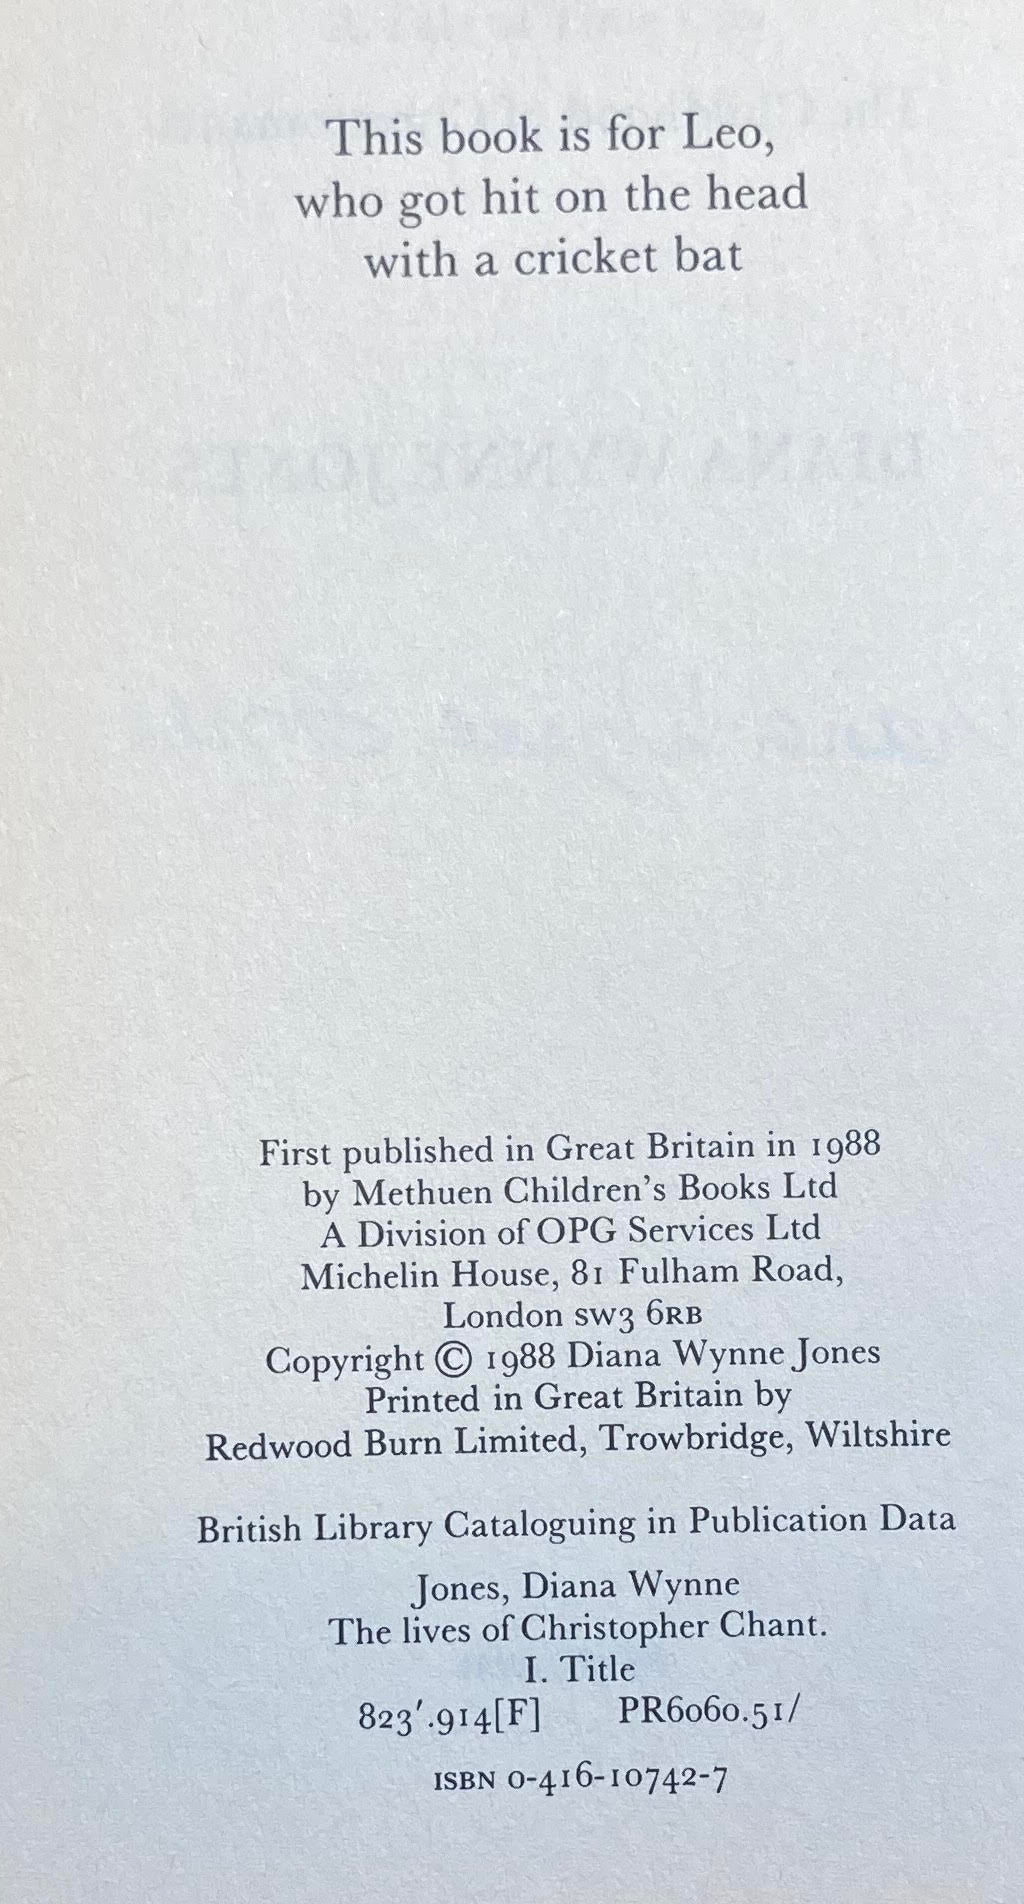 This book is for Leo,
who got hit on the head
with a cricket bat
DIANA WYNNE JONES
First published in Great Britain in 1988
by Methuen Children's Books Ltd
A Division of OPG Services Ltd
Michelin House, 81 Fulham Road,
London SW3 6RB
Copyright © 1988 Diana Wynne Jones
Printed in Great Britain by
Redwood Burn Limited, Trowbridge, Wiltshire
British Library Cataloguing in Publication Data
Jones, Diana Wynne
The lives of Christopher Chant.
I. Title
823′.914[F] PR6060.51/
ISBN 0-416-10742-7